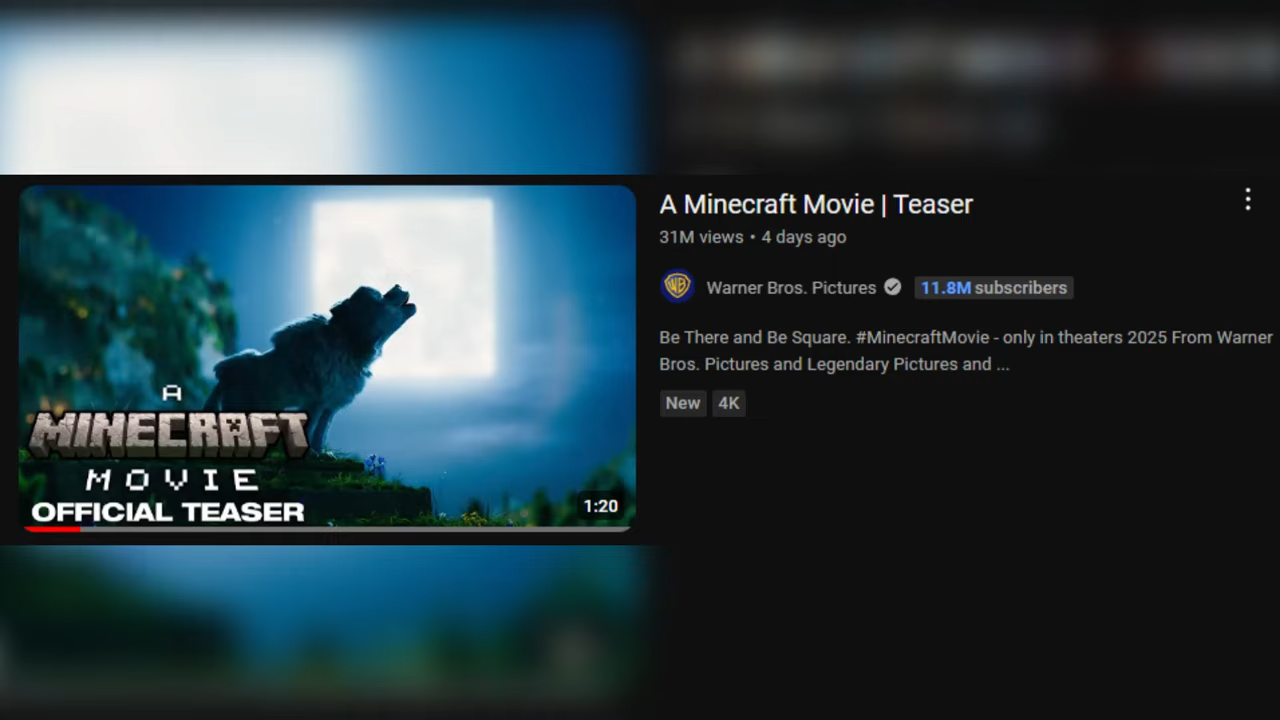 A
MINECRAFT
MOVIE
OFFICIAL TEASER
1:20
A Minecraft Movie | Teaser
31M views • 4 days ago
WB
Warner Bros. Pictures 11.8M subscribers
Be There and Be Square. #MinecraftMovie - only in theaters 2025 From Warner
Bros. Pictures and Legendary Pictures and ...
New 4K